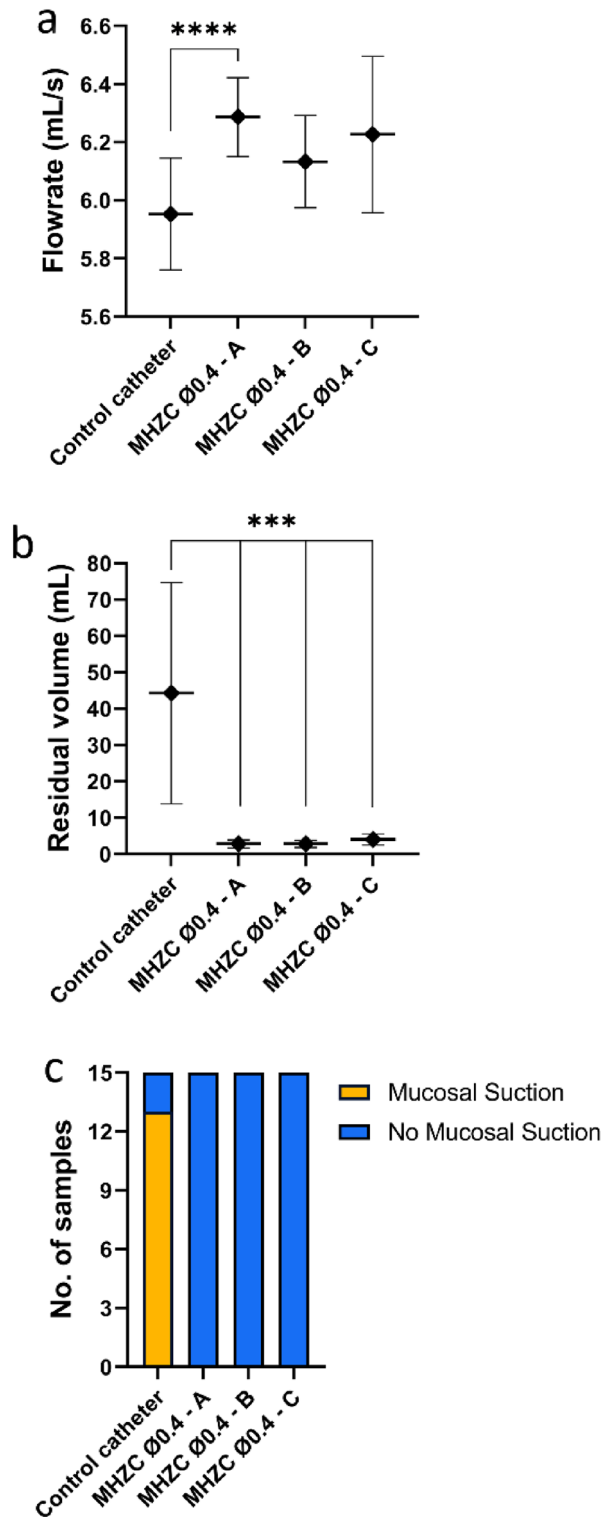 a
****
Flowrate (mL/s)
6.6
6.4
6.2
6.0
5.8
5.6
Control catheter
MHZC Ø0.4 - A
MHZC Ø0.4 - B
MHZC Ø0.4 - C
b
***
Residual volume (mL)
80
70
60
50
40
30
20
10
0
Control catheter
MHZC Ø0.4 - A
MHZC Ø0.4 - B
MHZC Ø0.4 - C
c
No. of samples
15
12
9
6
3
0
Control catheter
MHZC Ø0.4 - A
MHZC Ø0.4 - B
MHZC Ø0.4 - C
Mucosal Suction
No Mucosal Suction